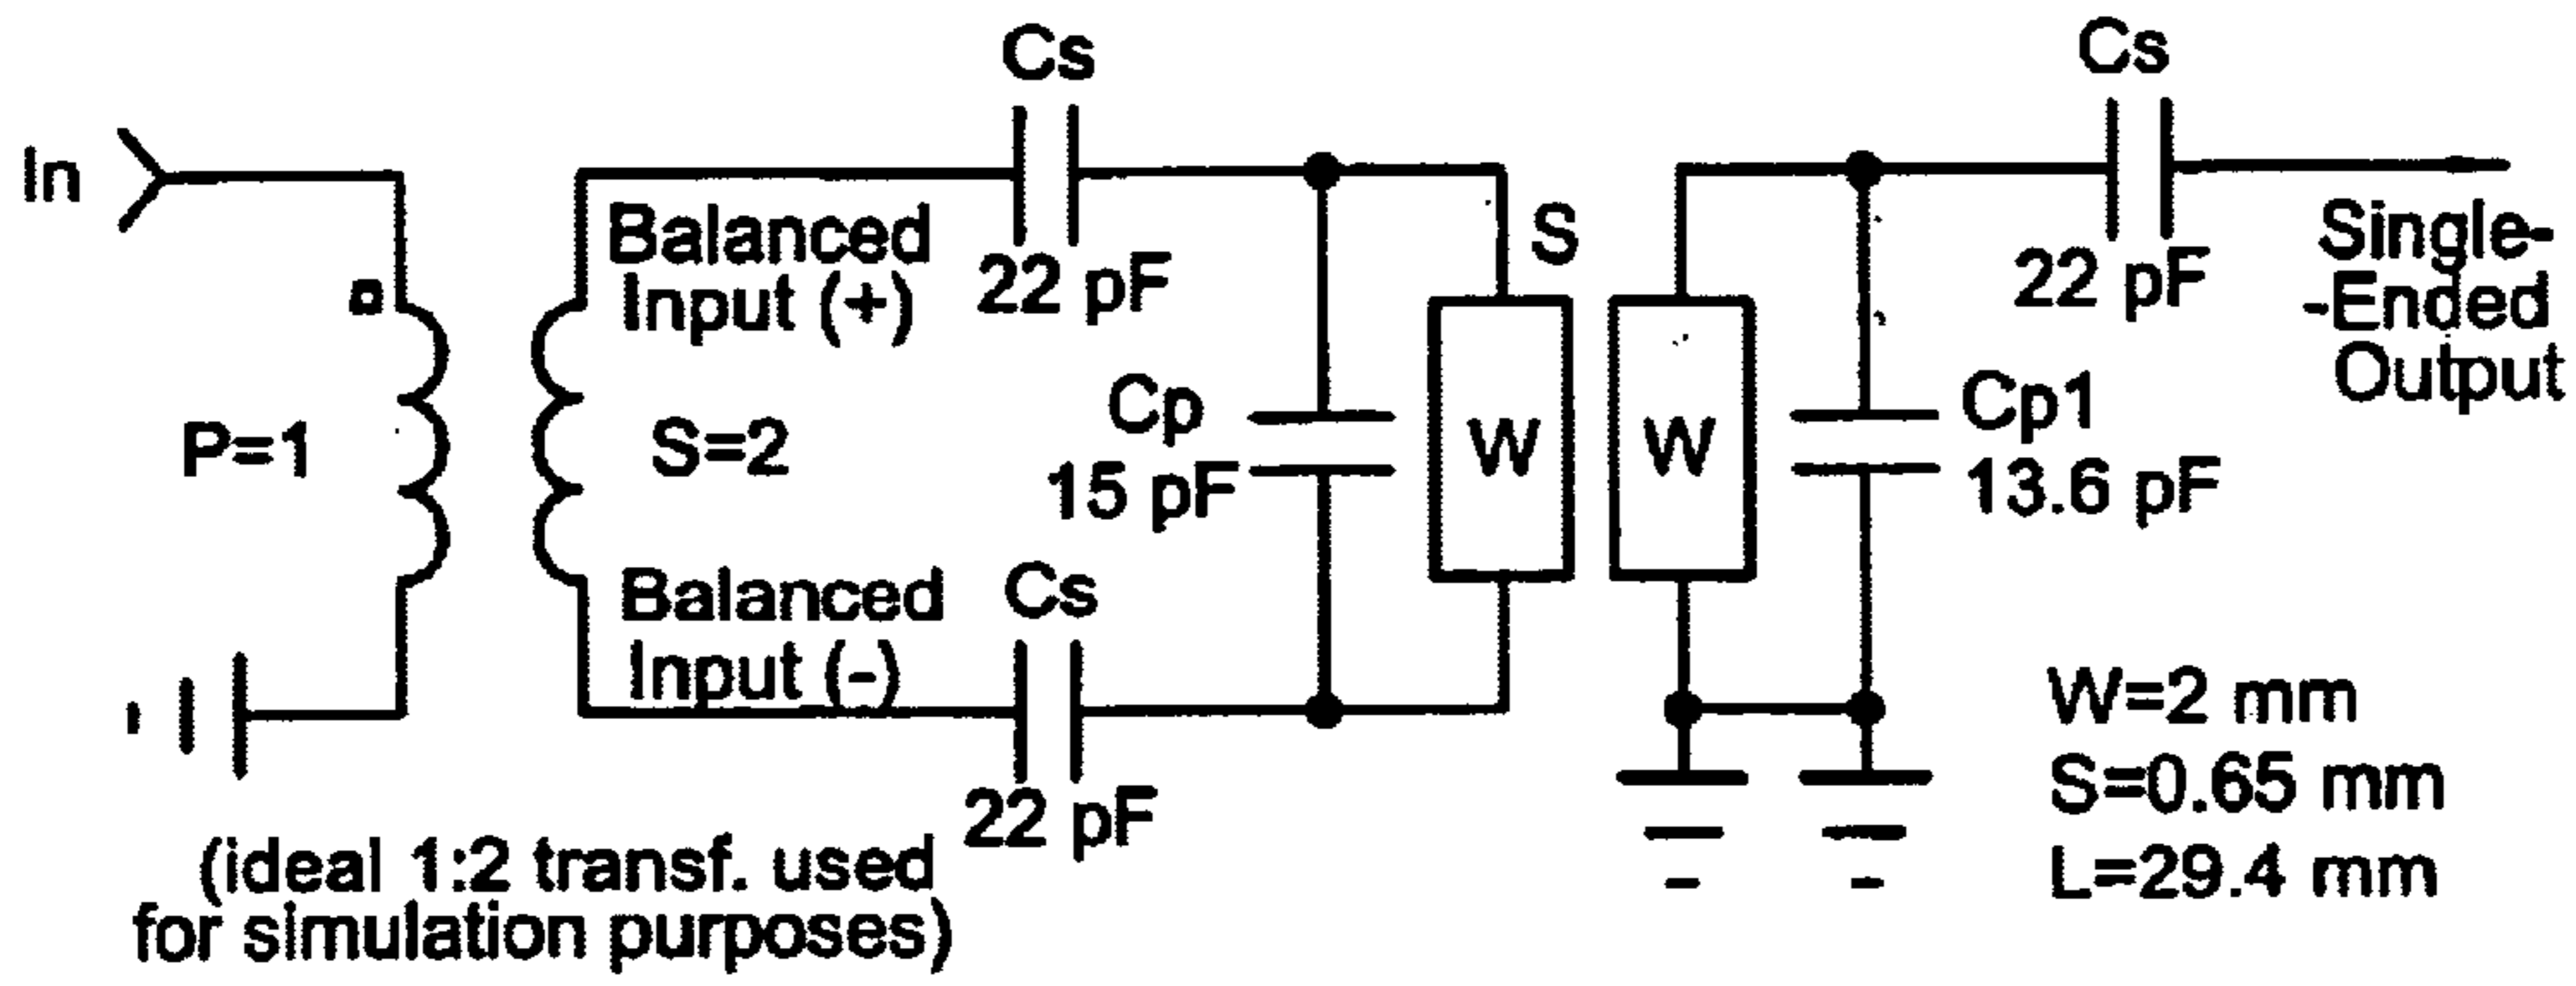 Cs
Cs
In
S
Balanced
Input (+)
22 pF
22 pF
Single-
-Ended
Output
P=1
S=2
Cp
15 pF
W
W
Cp1
13.6 pF
Balanced
Input (-)
Cs
22 pF
W=2 mm
S=0.65 mm
L=29.4 mm
(ideal 1:2 transf. used
for simulation purposes)